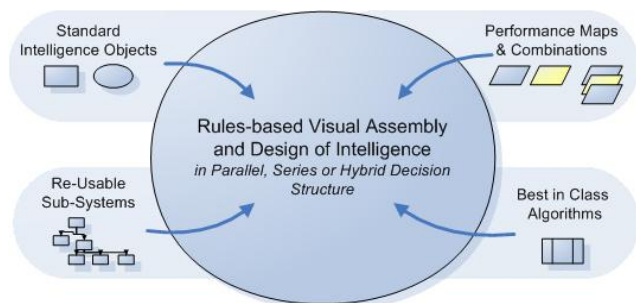 Standard
Intelligence Objects
Performance Maps
& Combinations
Rules-based Visual Assembly
and Design of Intelligence
in Parallel, Series or Hybrid Decision
Structure
Re-Usable
Sub-Systems
Best in Class
Algorithms